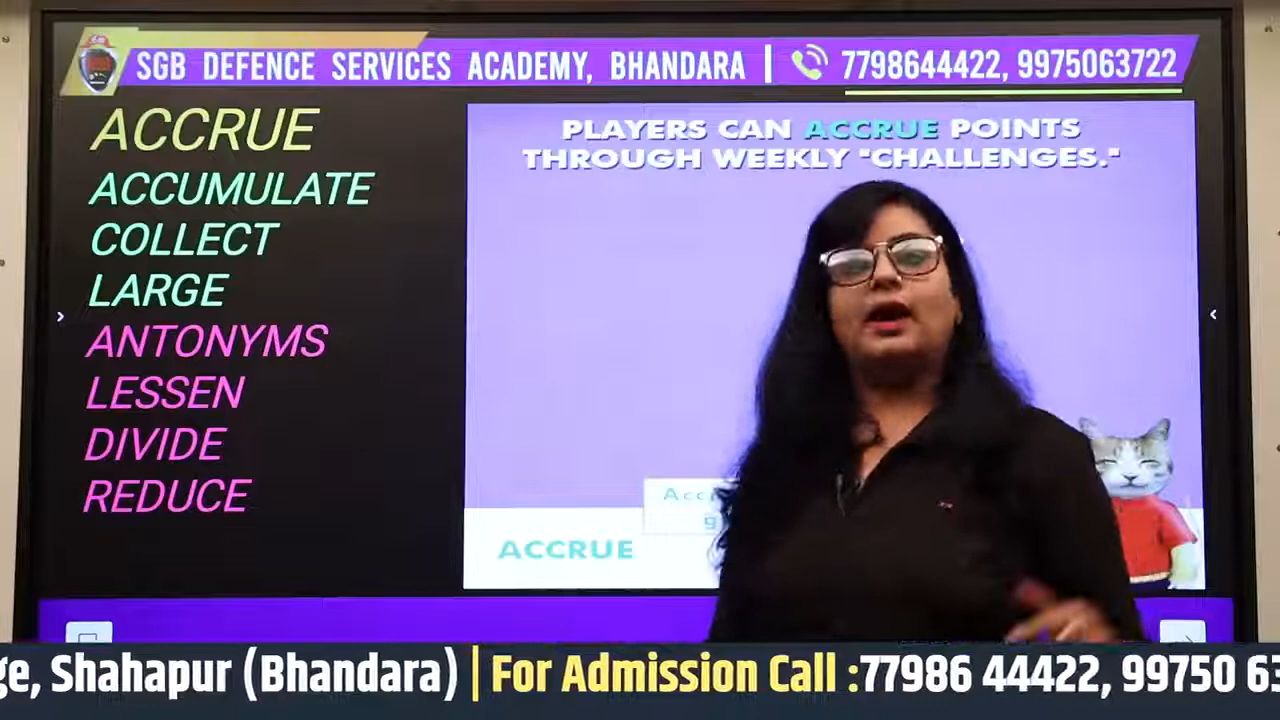 SGB DEFENCE SERVICES ACADEMY, BHANDARA | 7798644422, 9975063722
ACCRUE
ACCUMULATE
COLLECT
LARGE
ANTONYMS
LESSEN
DIVIDE
REDUCE
PLAYERS CAN ACCRUE POINTS
THROUGH WEEKLY "CHALLENGES."
ACCRUE
Shahapur (Bhandara) | For Admission Call :77986 44422, 99750 63